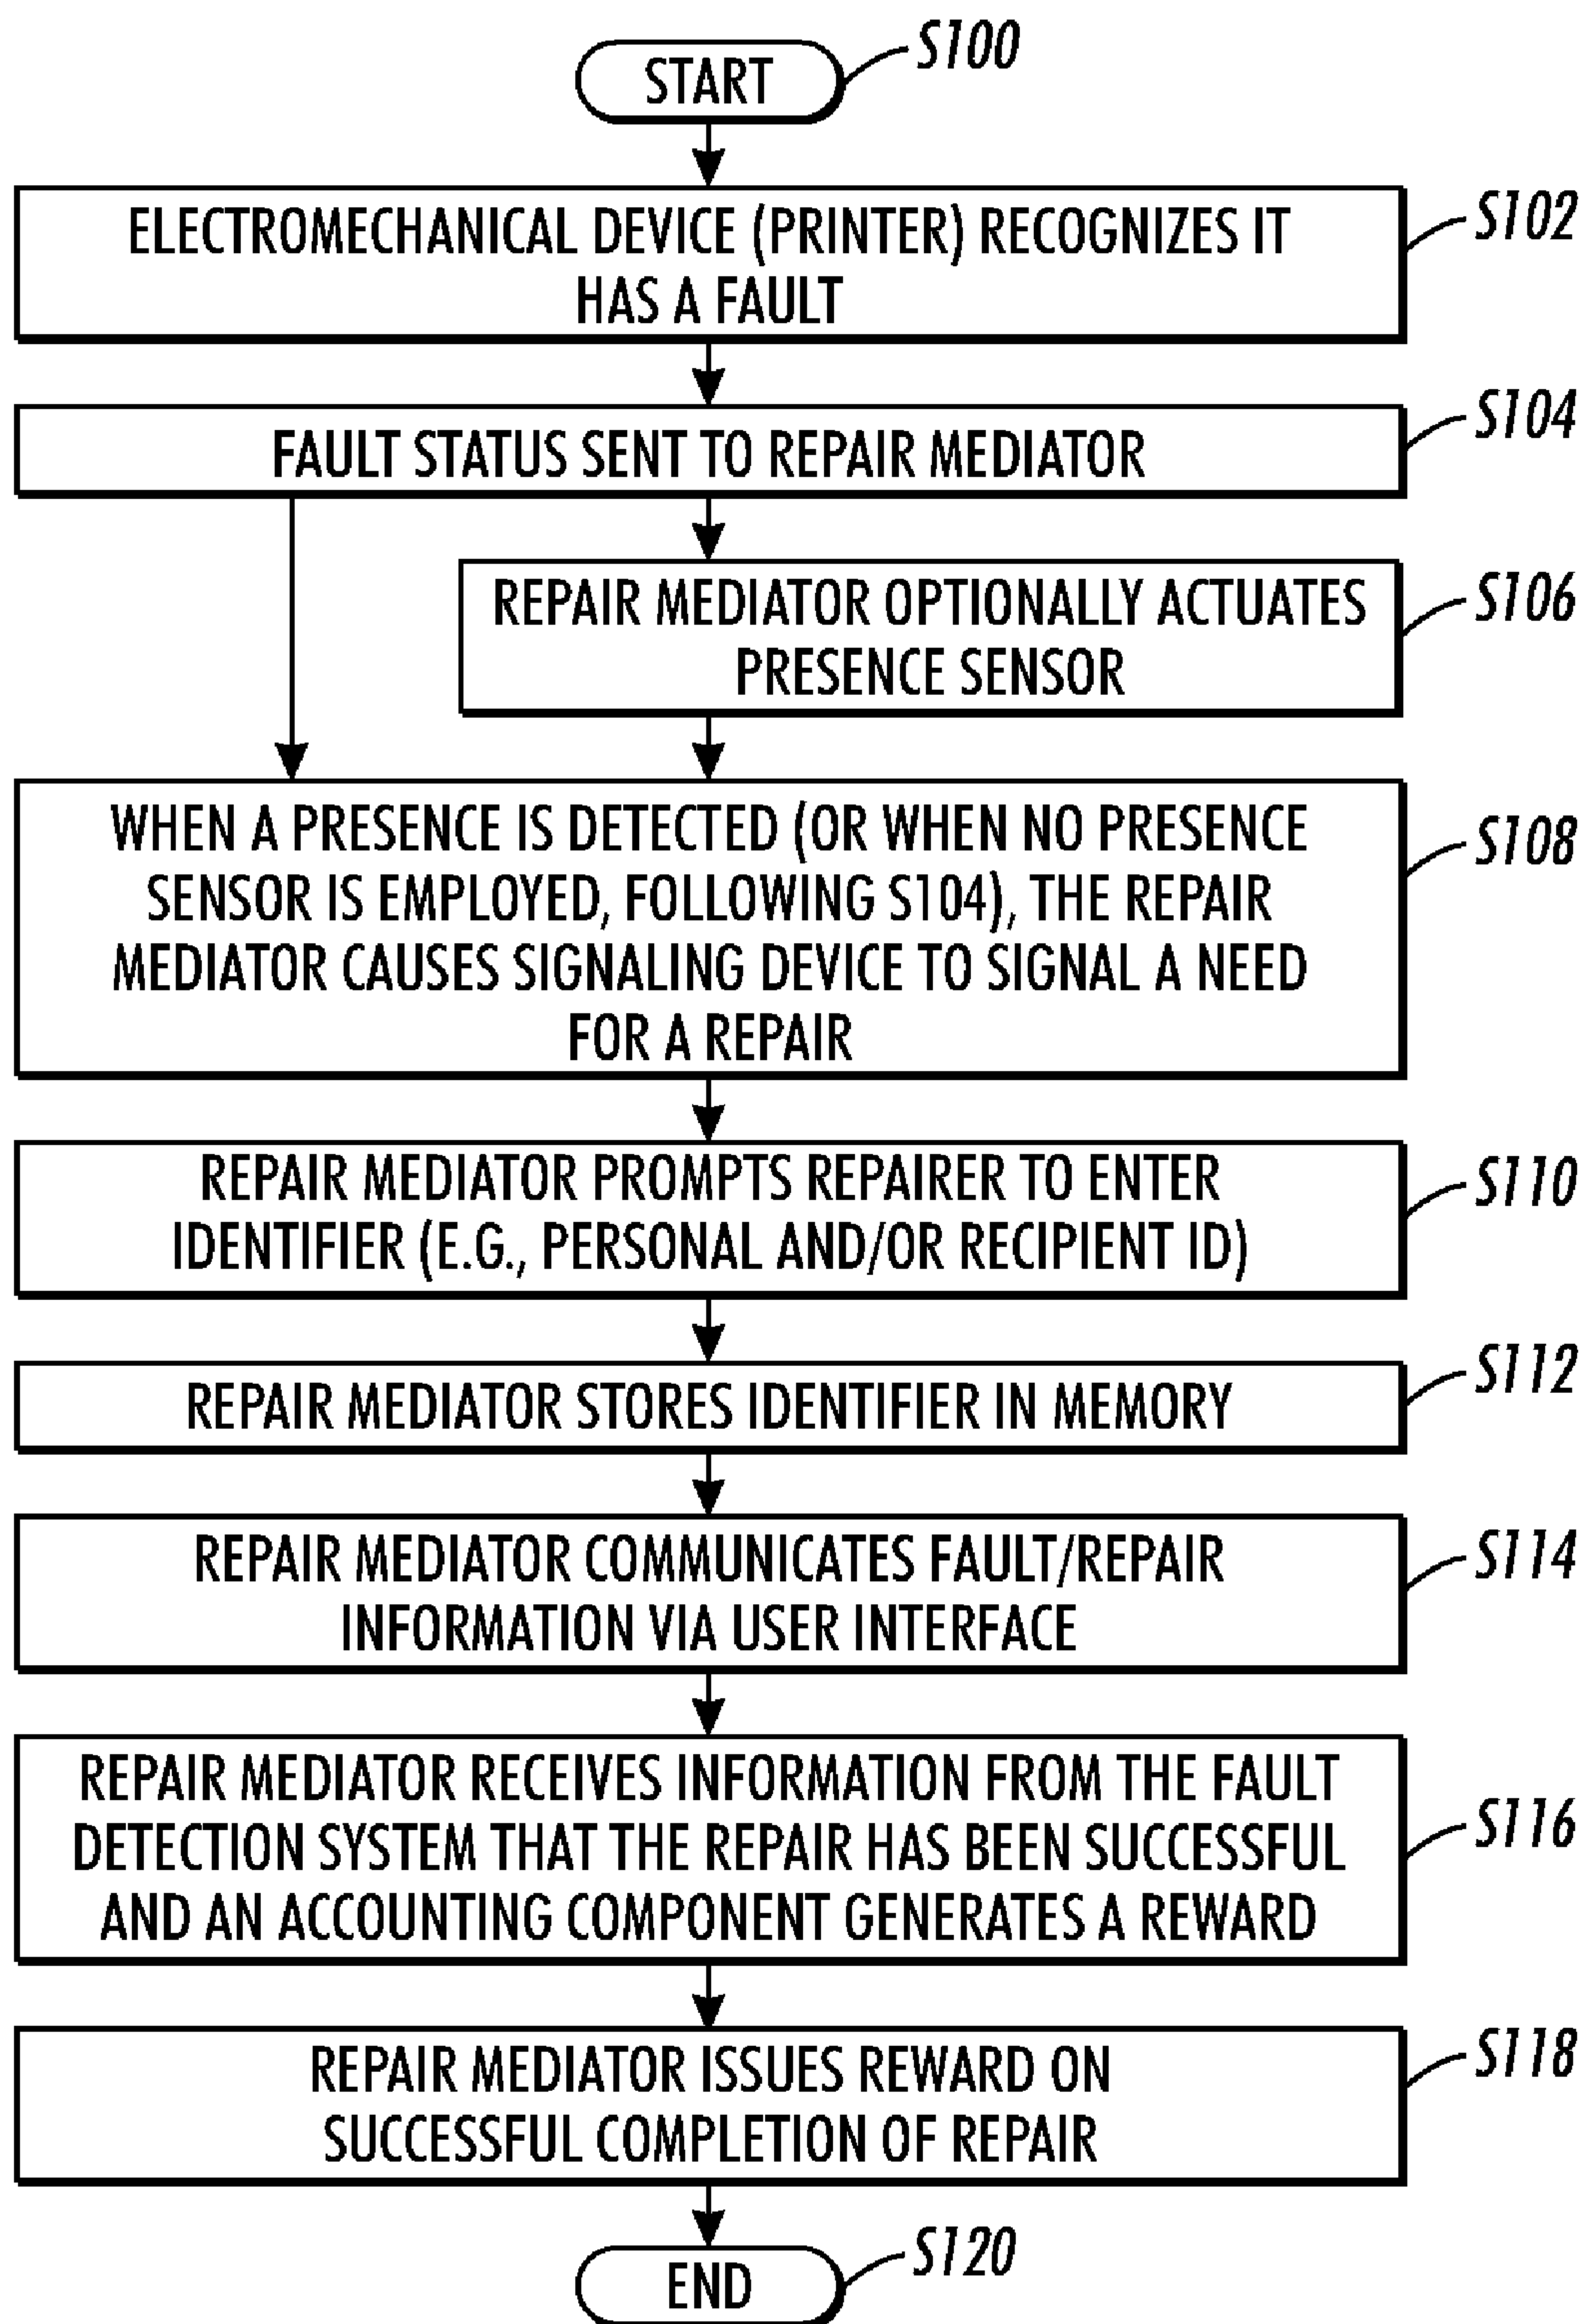 START
S100
ELECTROMECHANICAL DEVICE (PRINTER) RECOGNIZES IT
HAS A FAULT
S102
FAULT STATUS SENT TO REPAIR MEDIATOR
S104
REPAIR MEDIATOR OPTIONALLY ACTUATES
PRESENCE SENSOR
S106
WHEN A PRESENCE IS DETECTED (OR WHEN NO PRESENCE
SENSOR IS EMPLOYED, FOLLOWING S104), THE REPAIR
MEDIATOR CAUSES SIGNALING DEVICE TO SIGNAL A NEED
FOR A REPAIR
S108
REPAIR MEDIATOR PROMPTS REPAIRER TO ENTER
IDENTIFIER (E.G., PERSONAL AND/OR RECIPIENT ID)
S110
REPAIR MEDIATOR STORES IDENTIFIER IN MEMORY
S112
REPAIR MEDIATOR COMMUNICATES FAULT/REPAIR
INFORMATION VIA USER INTERFACE
S114
REPAIR MEDIATOR RECEIVES INFORMATION FROM THE FAULT
DETECTION SYSTEM THAT THE REPAIR HAS BEEN SUCCESSFUL
AND AN ACCOUNTING COMPONENT GENERATES A REWARD
S116
REPAIR MEDIATOR ISSUES REWARD ON
SUCCESSFUL COMPLETION OF REPAIR
S118
END
S120